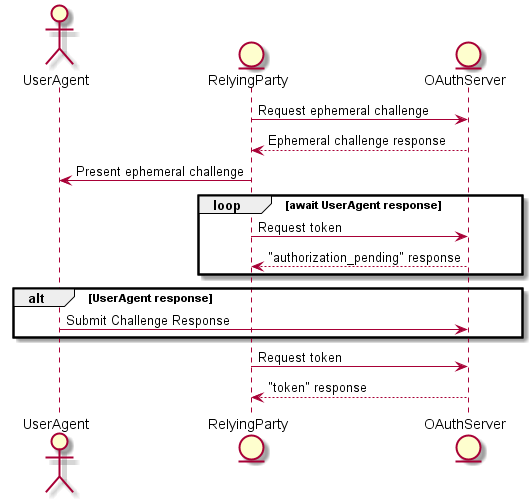 UserAgent
RelyingParty
OAuthServer
Request ephemeral challenge
Ephemeral challenge response
Present ephemeral challenge
loop [await UserAgent response]
Request token
"authorization_pending" response
alt [UserAgent response]
Submit Challenge Response
Request token
"token" response
UserAgent
RelyingParty
OAuthServer